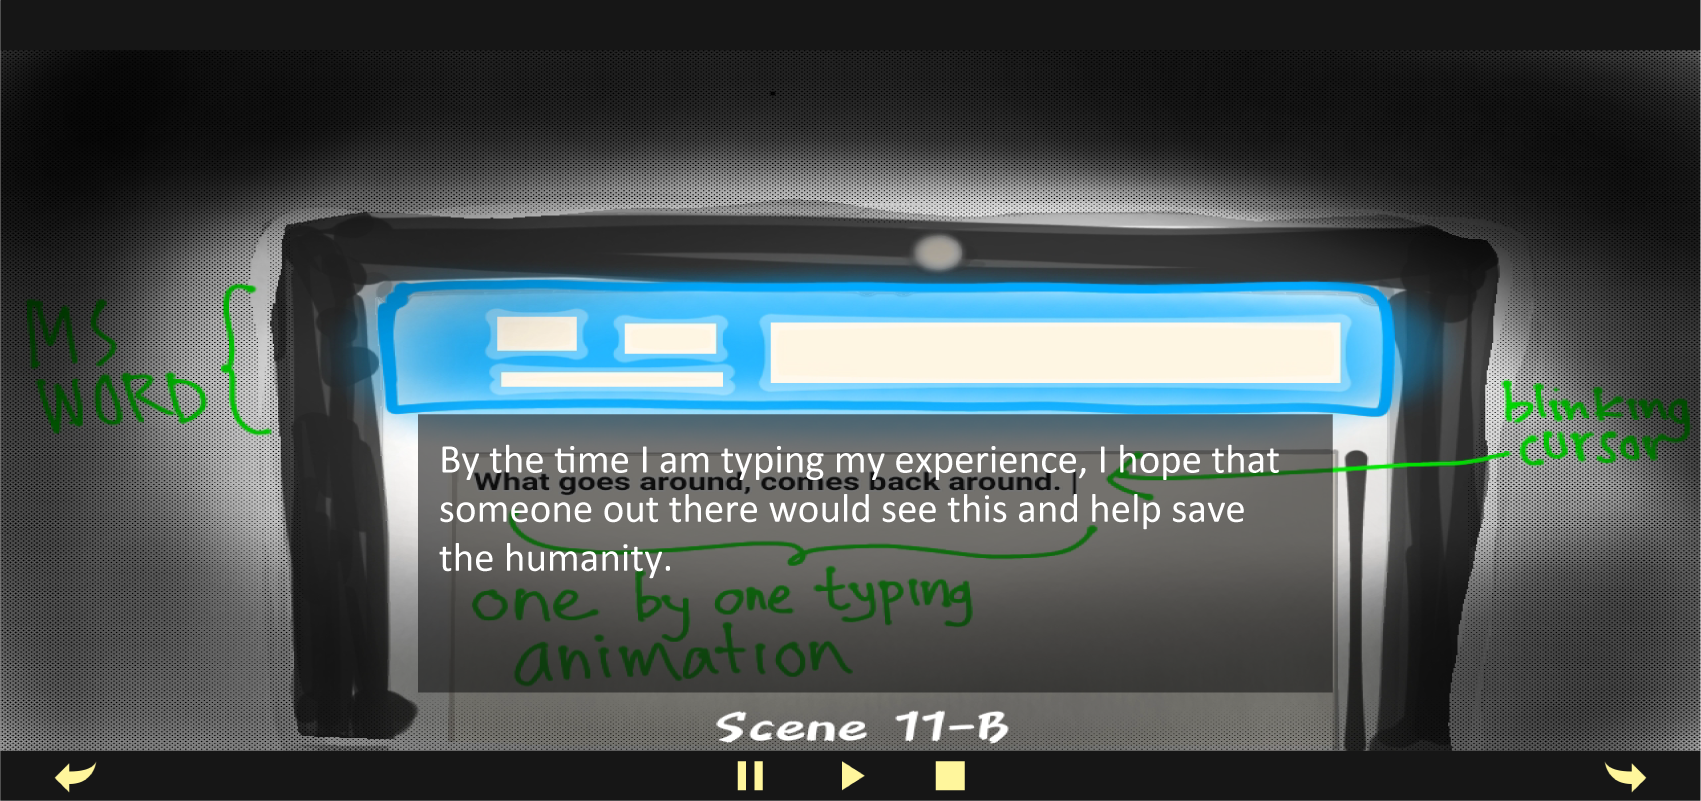 MS
WORD
blinking
cursor
By the time I am typing my experience, I hope that
What goes around, comes back around.
someone out there would see this and help save
the humanity.
one by one typing
animation
Scene 11-B